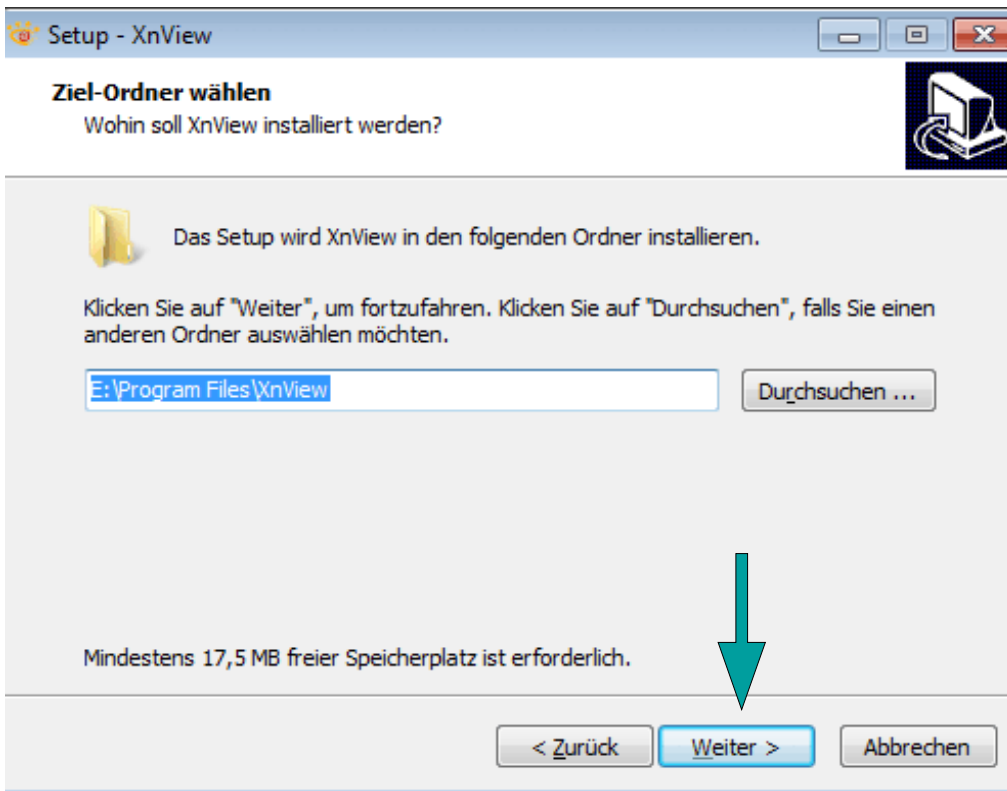 Setup - XnView
Ziel-Ordner wählen
Wohin soll XnView installiert werden?
Das Setup wird XnView in den folgenden Ordner installieren.
Klicken Sie auf "Weiter", um fortzufahren. Klicken Sie auf "Durchsuchen", falls Sie einen
anderen Ordner auswählen möchten.
E:\Program Files\XnView
Durchsuchen ...
Mindestens 17,5 MB freier Speicherplatz ist erforderlich.
< Zurück
Weiter >
Abbrechen